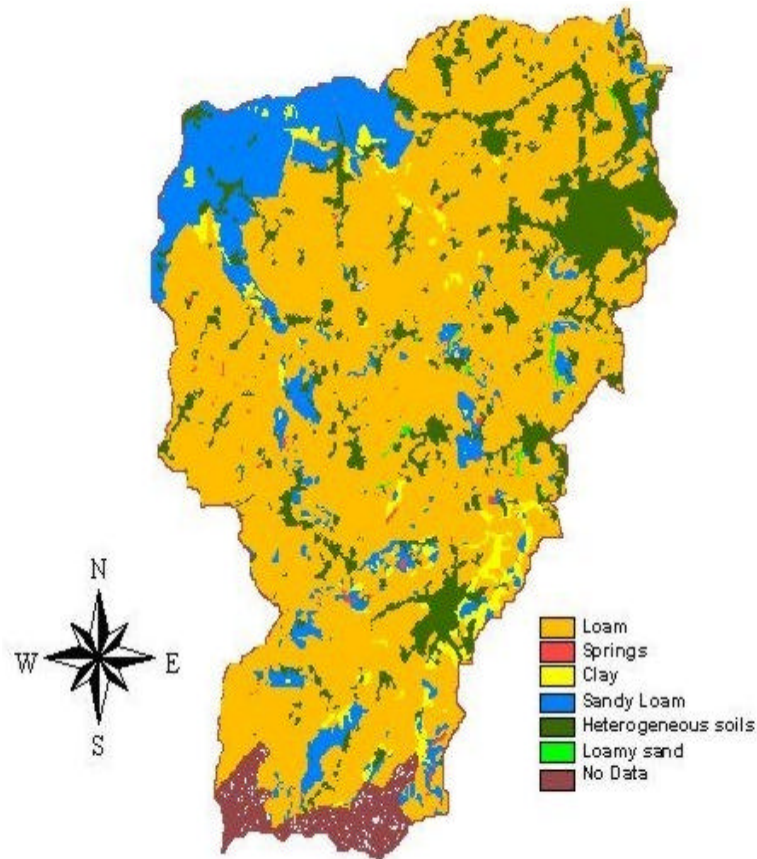 N
W E
S
Loam
Springs
Clay
Sandy Loam
Heterogeneous soils
Loamy sand
No Data